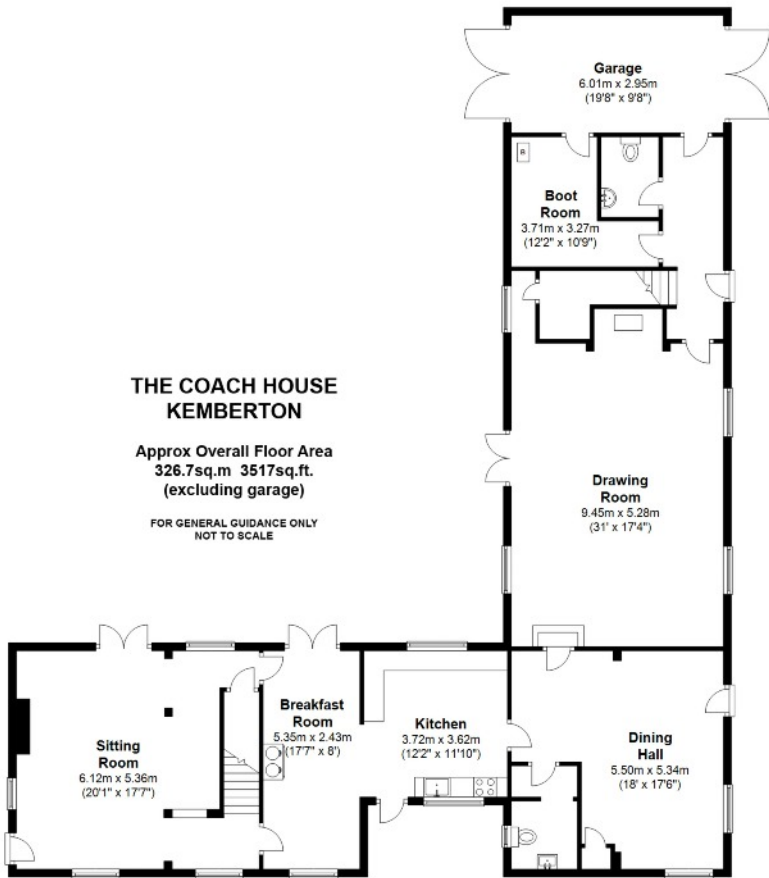 Garage
6.01m x 2.95m
(19'8" x 9'8")
Boot
Room
3.71m x 3.27m
(12'2" x 10'9")
THE COACH HOUSE
KEMBERTON
Approx Overall Floor Area
326.7sq.m 3517sq.ft.
(excluding garage)
FOR GENERAL GUIDANCE ONLY
NOT TO SCALE
Drawing
Room
9.45m x 5.28m
(31' x 17'4")
Sitting
Room
6.12m x 5.36m
(20'1" x 17'7")
Breakfast
Room
5.35m x 2.43m
(17'7" x 8')
Kitchen
3.72m x 3.62m
(12'2" x 11'10")
Dining
Hall
5.50m x 5.34m
(18' x 17'6")